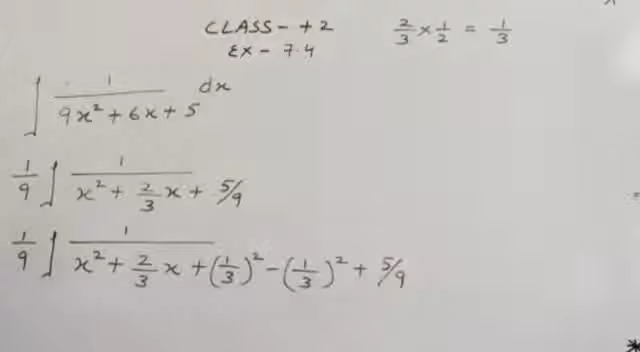 CLASS - +2
EX - 7.4
2/3 × 1/2 = 1/3
∫ 1/(9x² + 6x + 5) dx
1/9 ∫ 1/(x² + 2/3 x + 5/9)
1/9 ∫ 1/(x² + 2/3 x + (1/3)² - (1/3)² + 5/9)